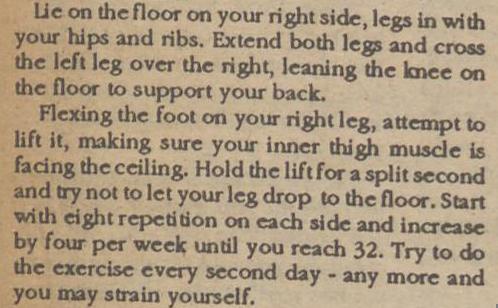 Lie on the floor on your right side, legs in with
your hips and ribs. Extend both legs and cross
the left leg over the right, leaning the knee on
the floor to support your back.
Flexing the foot on your right leg, attempt to
lift it, making sure your inner thigh muscle is
facing the ceiling. Hold the lift for a split second
and try not to let your leg drop to the floor. Start
with eight repetition on each side and increase
by four per week until you reach 32. Try to do
the exercise every second day - any more and
you may strain yourself.